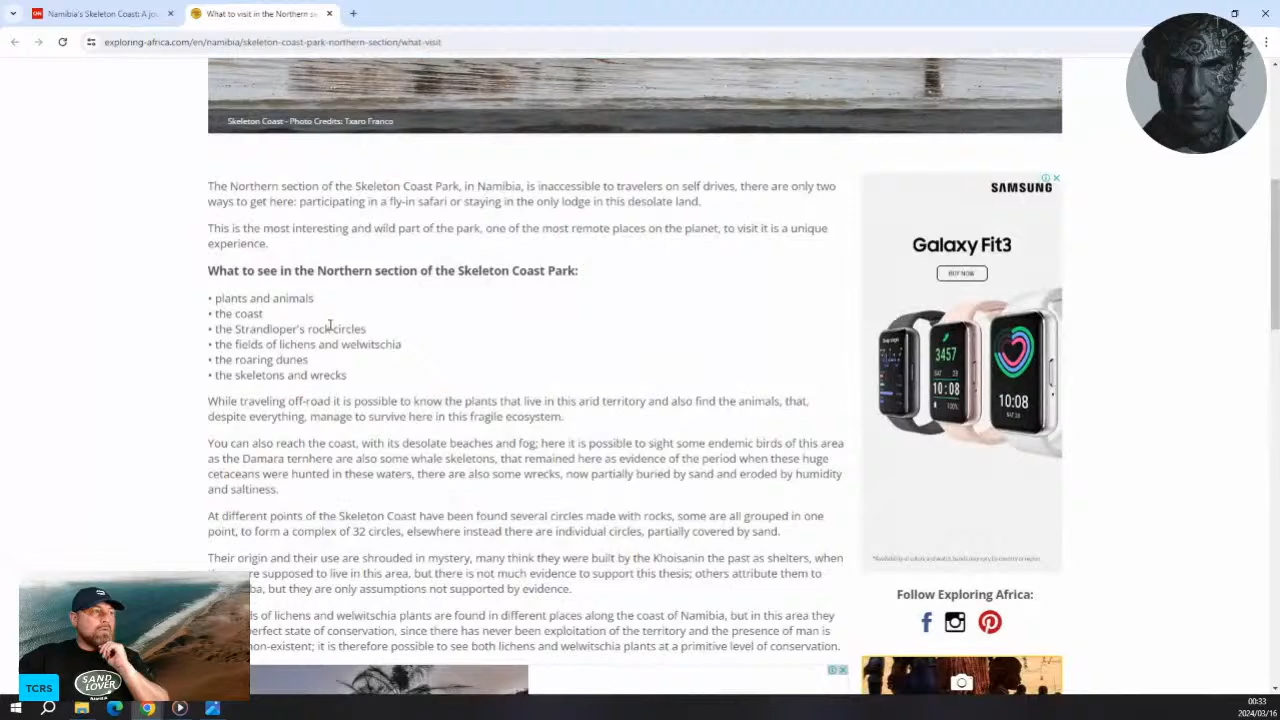 Namibia's Skeleton Coast: A jou
What to visit in the Northern se
exploring-africa.com/en/namibia/skeleton-coast-park-northern-section/what-visit
Skeleton Coast - Photo Credits: Txaro Franco
The Northern section of the Skeleton Coast Park, in Namibia, is inaccessible to travelers on self drives, there are only two
ways to get here: participating in a fly-in safari or staying in the only lodge in this desolate land.
This is the most interesting and wild part of the park, one of the most remote places on the planet, to visit it is a unique
experience.
What to see in the Northern section of the Skeleton Coast Park:
• plants and animals
• the coast
• the Strandloper's rock circles
• the fields of lichens and welwitschia
• the roaring dunes
• the skeletons and wrecks
While traveling off-road it is possible to know the plants that live in this arid territory and also find the animals, that,
despite everything, manage to survive here in this fragile ecosystem.
You can also reach the coast, with its desolate beaches and fog; here it is possible to sight some endemic birds of this area
as the Damara ternhere are also some whale skeletons, that remained here as evidence of the period when these huge
cetaceans were hunted in these waters, there are also some wrecks, now partially buried by sand and eroded by humidity
and saltiness.
At different points of the Skeleton Coast have been found several circles made with rocks, some are all grouped in one
point, to form a complex of 32 circles, elsewhere instead there are individual circles, partially covered by sand.
Their origin and their use are shrouded in mystery, many think they were built by the Khoisanin the past as shelters, when
re supposed to live in this area, but there is not much evidence to support this thesis; others attribute them to
ba, but they are only assumptions not supported by evidence.
s of lichens and welwitschia plants are found in different places along the coast of Namibia, but in this area they
erfect state of conservation, since there has never been exploitation of the territory and the presence of man is
non-existent; it is therefore possible to see both lichens and welwitschia plants at a primitive level of conservation.
SAMSUNG
Galaxy Fit3
BUY NOW
3457
10:08
10:08
Follow Exploring Africa:
SAND
LOVER
TCRS
00:33
2024/03/16